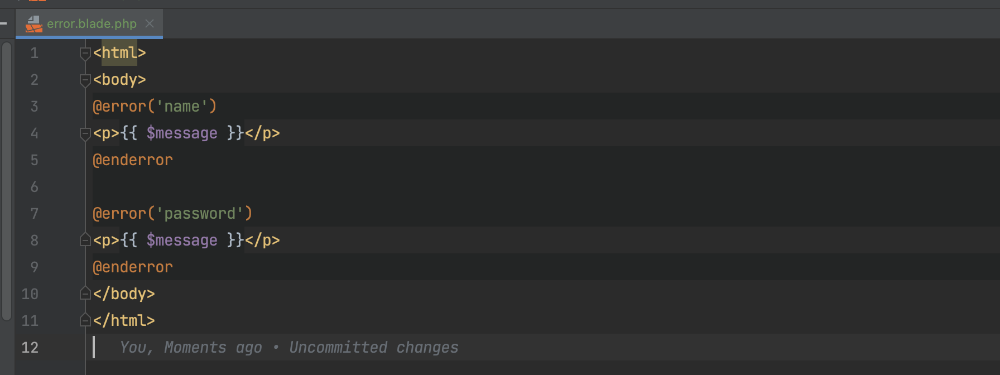 error.blade.php
1 <html>
2 <body>
3 @error('name')
4 <p>{{ $message }}</p>
5 @enderror
6
7 @error('password')
8 <p>{{ $message }}</p>
9 @enderror
10 </body>
11 </html>
12 You, Moments ago • Uncommitted changes